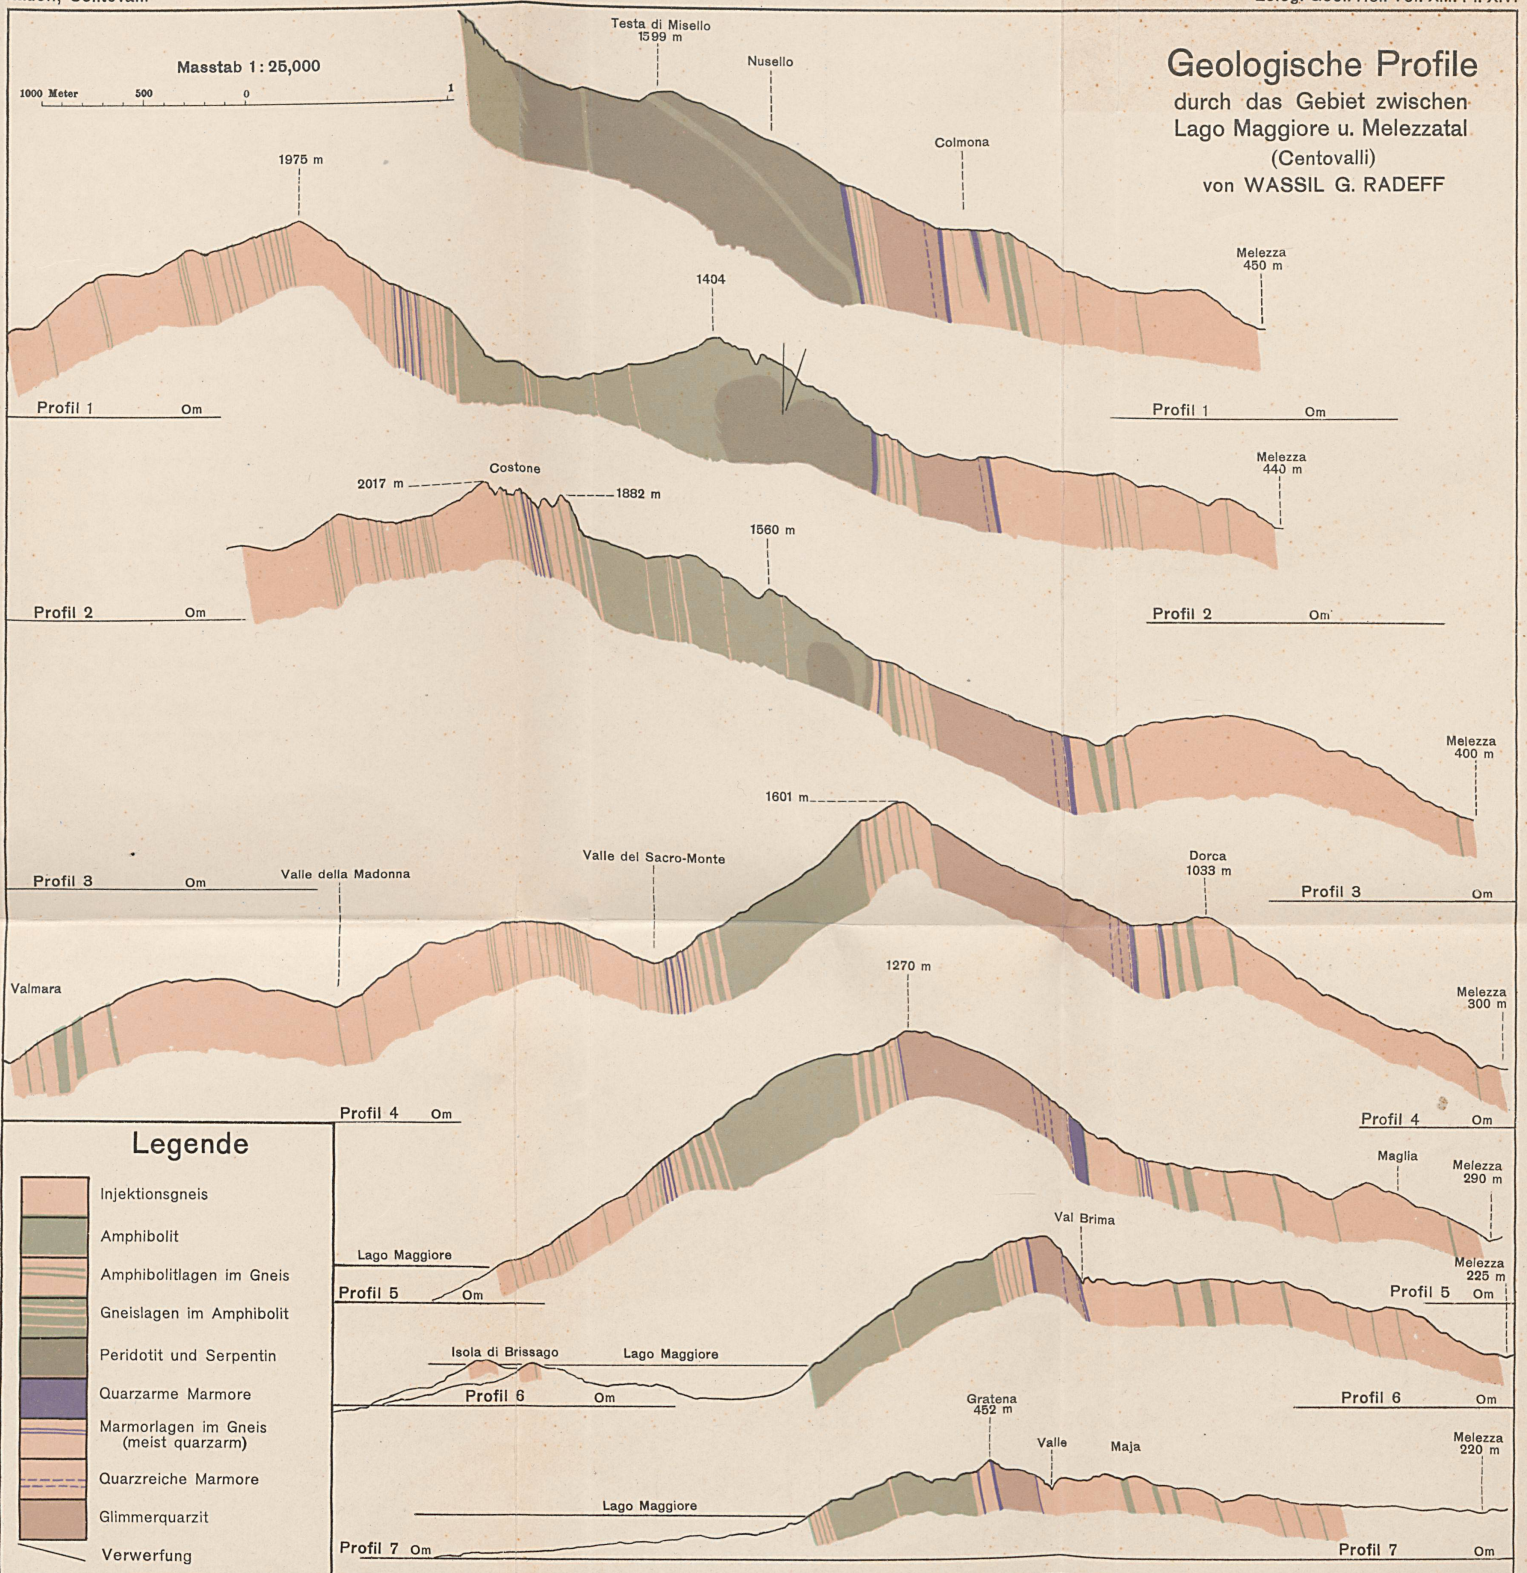 Geologische Profile
durch das Gebiet zwischen
Lago Maggiore u. Melezzatal
(Centovalli)
von WASSIL G. RADEFF
Masstab 1:25,000
1000 Meter 500 0 1
Testa di Misello
1599 m
Nusello
Colmona
Melezza
450 m
1975 m
1404
Profil 1 Om
Profil 1 Om
Melezza
440 m
Costone
2017 m
1882 m
1560 m
Profil 2 Om
Profil 2 Om
Melezza
400 m
1601 m
Valle del Sacro-Monte
Dorca
1033 m
Profil 3 Om
Valle della Madonna
Profil 3 Om
1270 m
Valmara
Melezza
300 m
Profil 4 Om
Profil 4 Om
Maglia
Melezza
290 m
Val Brima
Lago Maggiore
Profil 5 Om
Melezza
225 m
Profil 5 Om
Isola di Brissago
Lago Maggiore
Profil 6 Om
Profil 6 Om
Gratena
452 m
Valle
Maja
Melezza
220 m
Lago Maggiore
Profil 7 Om
Profil 7 Om
Legende
Injektionsgneis
Amphibolit
Amphibolitlagen im Gneis
Gneislagen im Amphibolit
Peridotit und Serpentin
Quarzarme Marmore
Marmorlagen im Gneis
(meist quarzarm)
Quarzreiche Marmore
Glimmerquarzit
Verwerfung